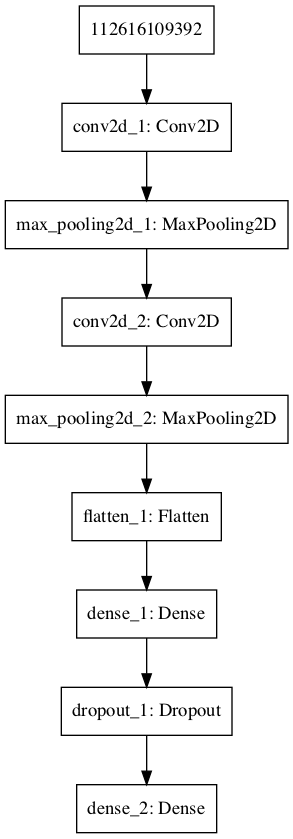 112616109392
conv2d_1: Conv2D
max_pooling2d_1: MaxPooling2D
conv2d_2: Conv2D
max_pooling2d_2: MaxPooling2D
flatten_1: Flatten
dense_1: Dense
dropout_1: Dropout
dense_2: Dense